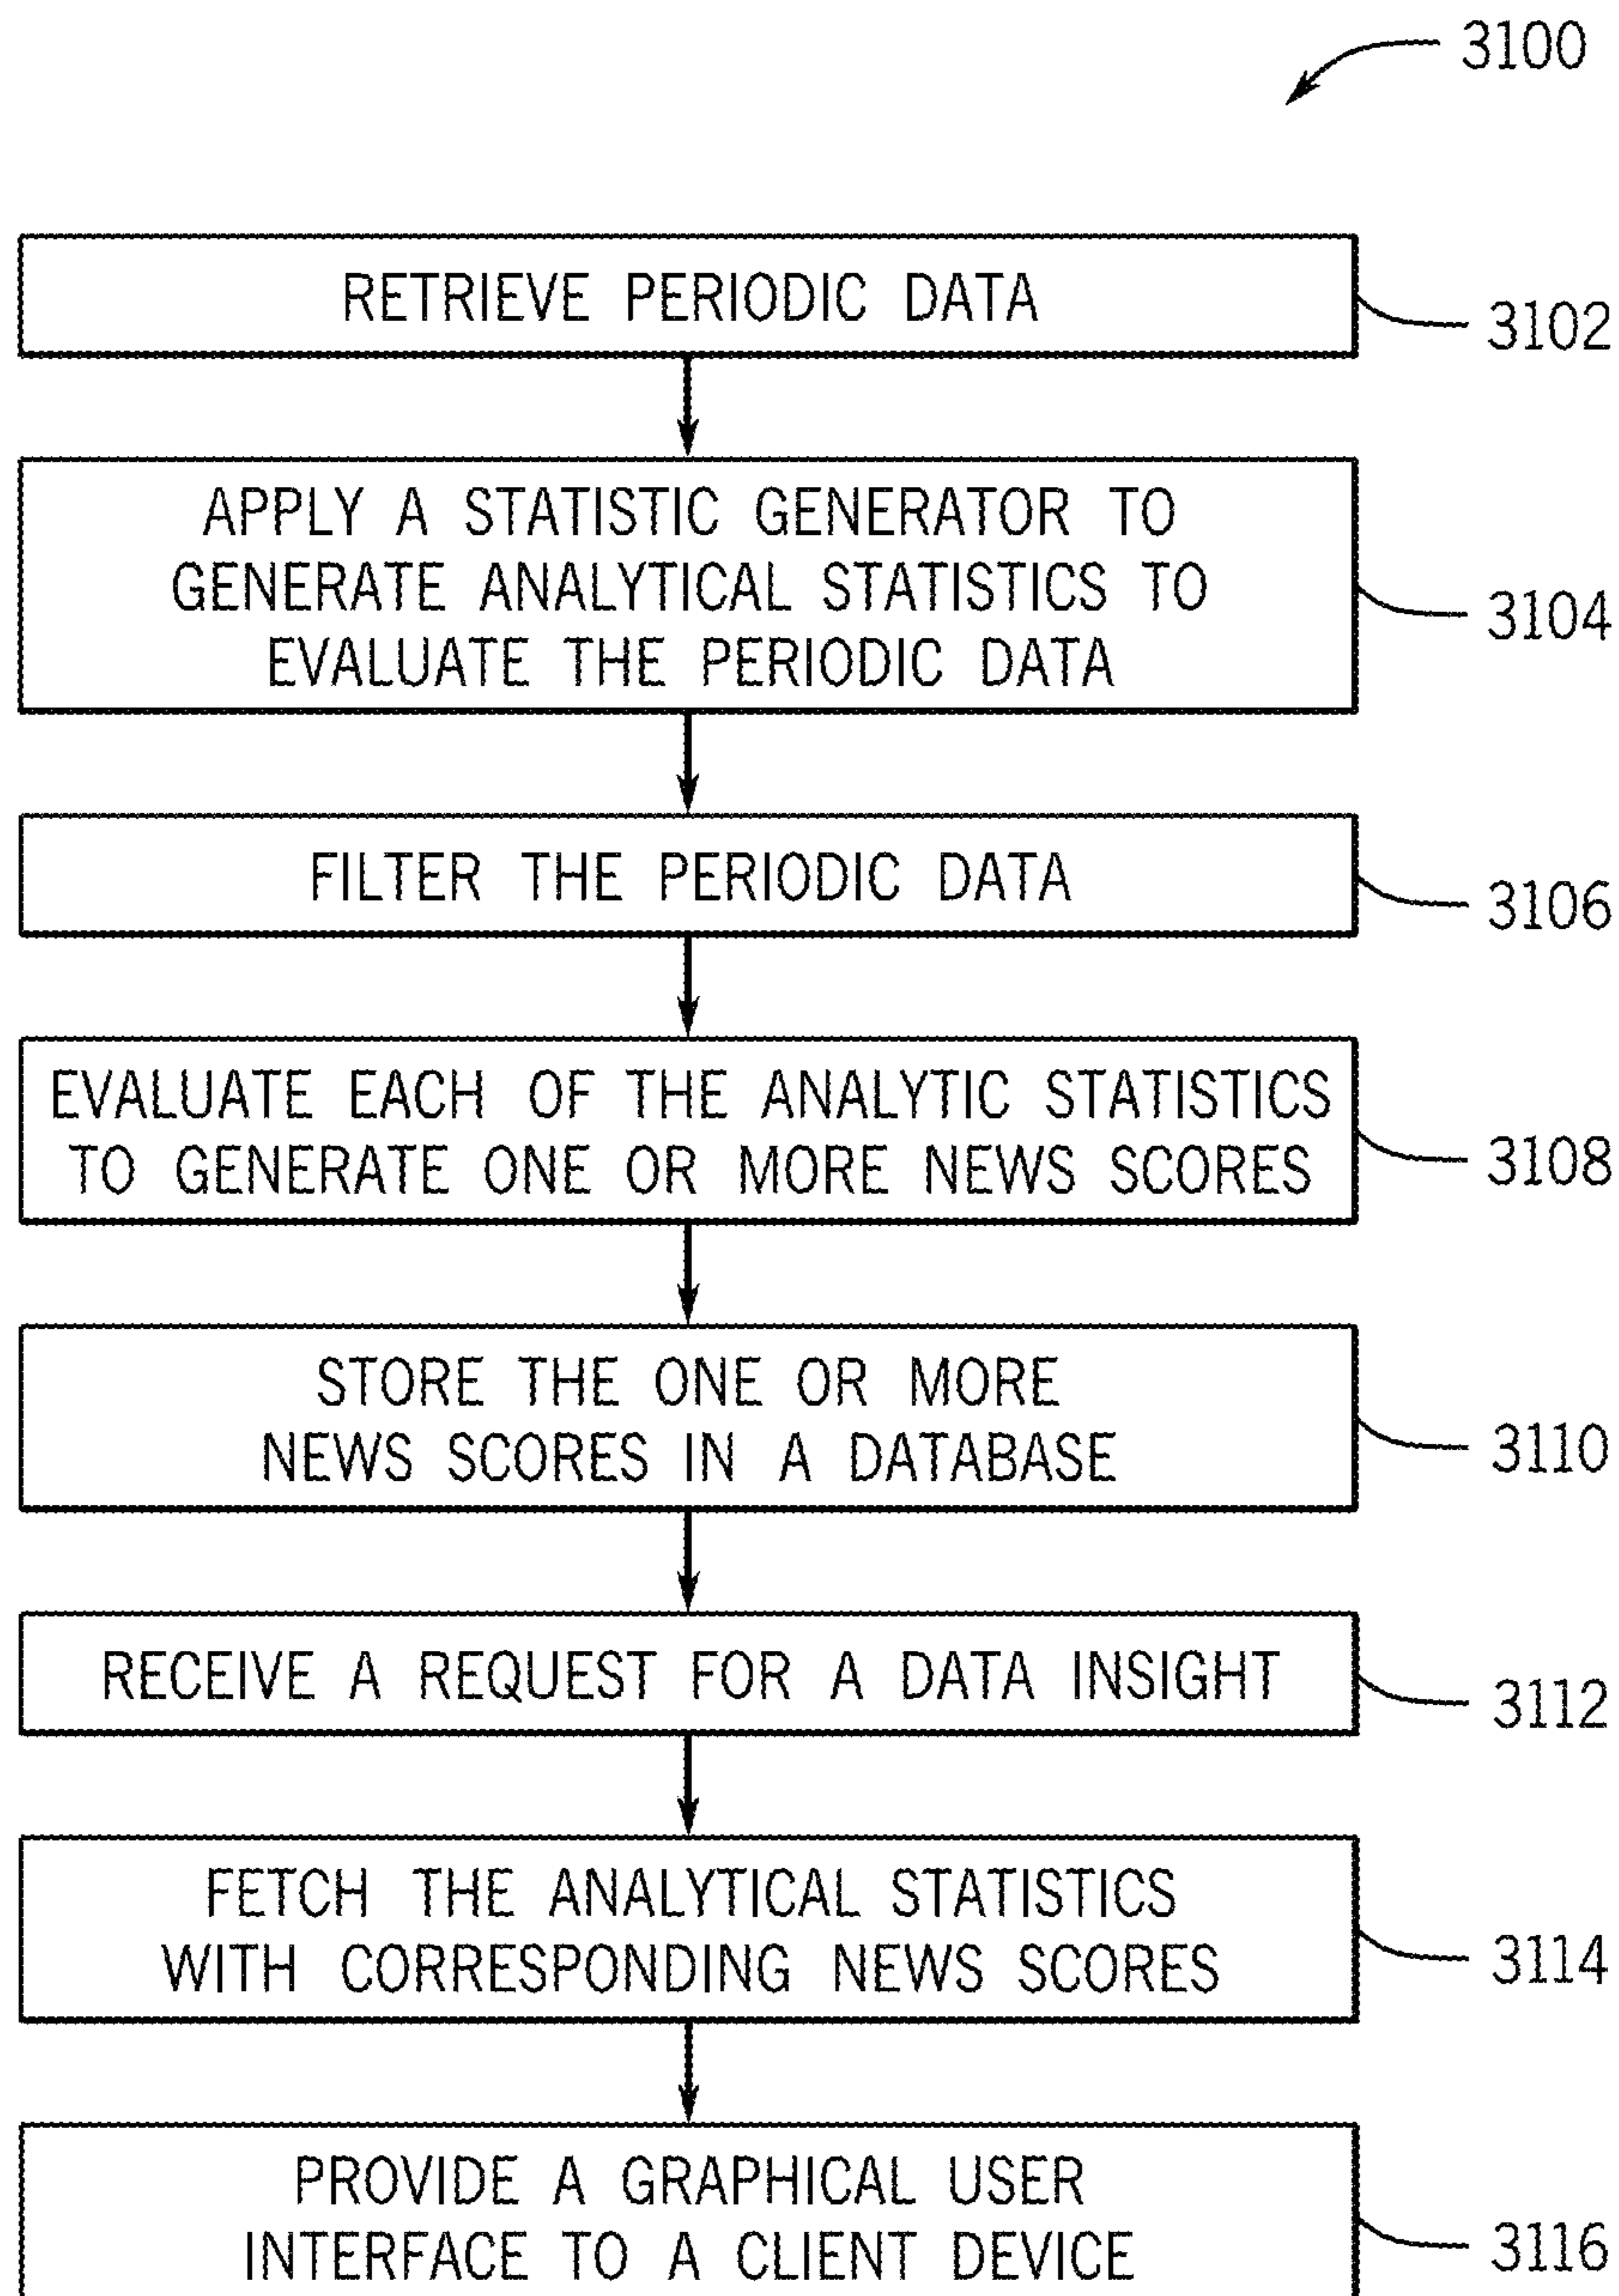 3100
RETRIEVE PERIODIC DATA
3102
APPLY A STATISTIC GENERATOR TO
GENERATE ANALYTICAL STATISTICS TO
EVALUATE THE PERIODIC DATA
3104
FILTER THE PERIODIC DATA
3106
EVALUATE EACH OF THE ANALYTIC STATISTICS
TO GENERATE ONE OR MORE NEWS SCORES
3108
STORE THE ONE OR MORE
NEWS SCORES IN A DATABASE
3110
RECEIVE A REQUEST FOR A DATA INSIGHT
3112
FETCH THE ANALYTICAL STATISTICS
WITH CORRESPONDING NEWS SCORES
3114
PROVIDE A GRAPHICAL USER
INTERFACE TO A CLIENT DEVICE
3116